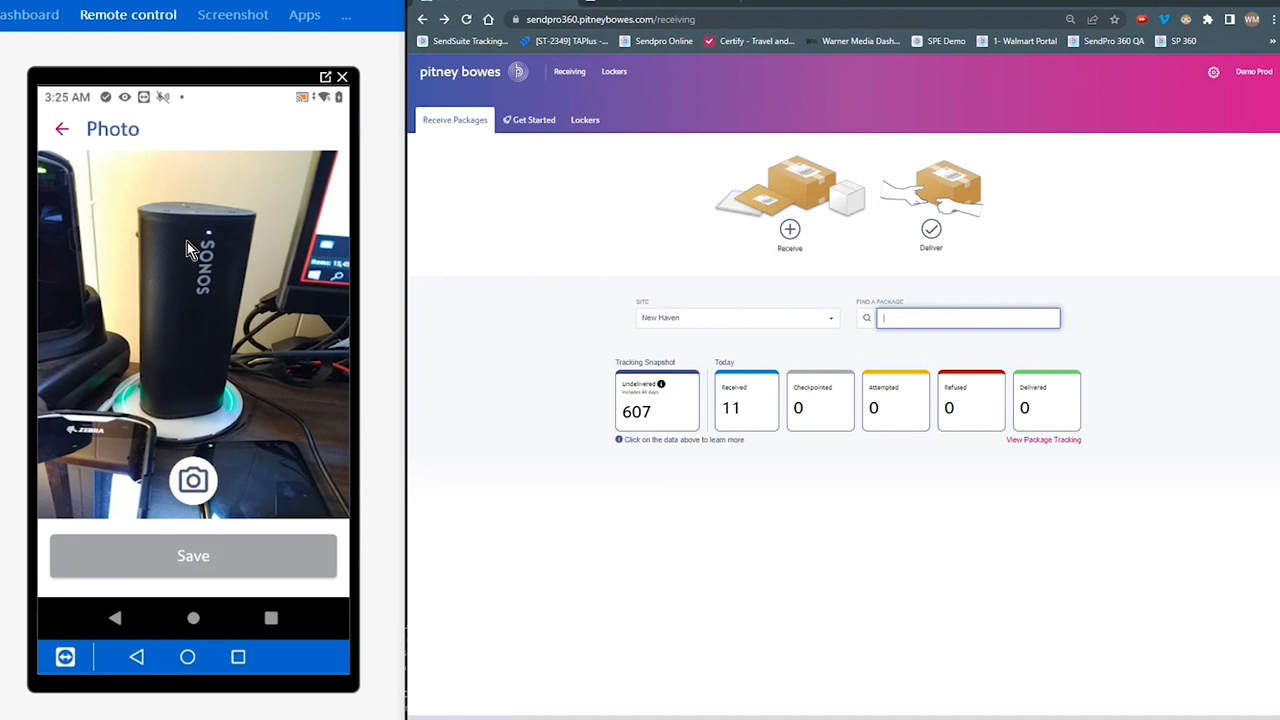 ashboard
Remote control
Screenshot
Apps
...
3:25 AM
Photo
SONOS
ZEBRA
Save
sendpro360.pitneybowes.com/receiving
WM
SendSuite Tracking...
[ST-2349] TAPlus -...
Sendpro Online
Certify - Travel and...
Warner Media Dash...
SPE Demo
1- Walmart Portal
SendPro 360 QA
SP 360
»
pitney bowes
Receiving
Lockers
Demo Prod
Receive Packages
Get Started
Lockers
Receive
Deliver
SITE
New Haven
FIND A PACKAGE
Tracking Snapshot
Today
Undelivered
Includes All days
607
Received
11
Checkpointed
0
Attempted
0
Refused
0
Delivered
0
Click on the data above to learn more
View Package Tracking